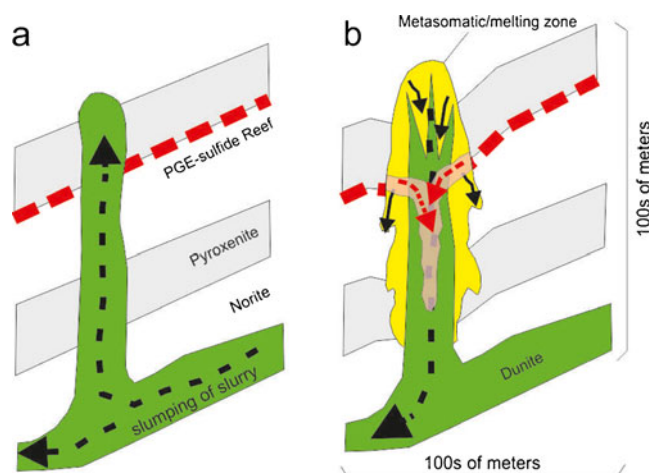 a
PGE-sulfide Reef
Pyroxenite
Norite
slumping of slurry
b
Metasomatic/melting zone
Dunite
100s of meters
100s of meters